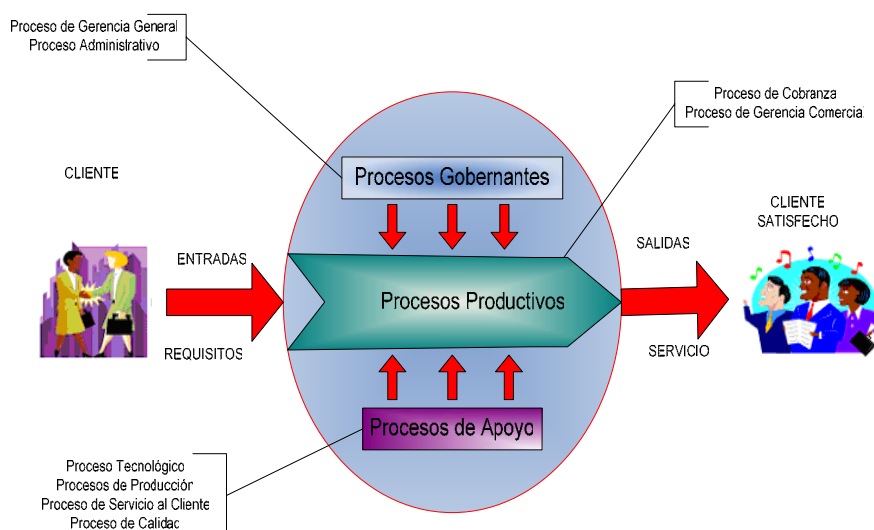 Proceso de Gerencia General
Proceso Administrativo
Proceso de Cobranza
Proceso de Gerencia Comercial
CLIENTE
Procesos Gobernantes
CLIENTE
SATISFECHO
ENTRADAS
SALIDAS
Procesos Productivos
REQUISITOS
SERVICIO
Procesos de Apoyo
Proceso Tecnológico
Procesos de Producción
Proceso de Servicio al Cliente
Proceso de Calidad